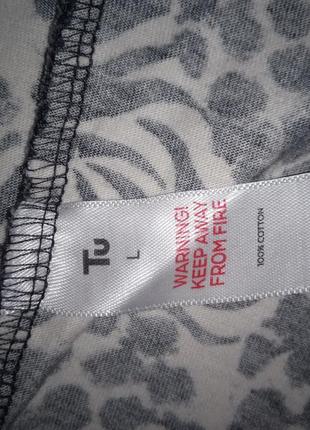 Tu
L
WARNING!
KEEP AWAY
FROM FIRE
100% COTTON